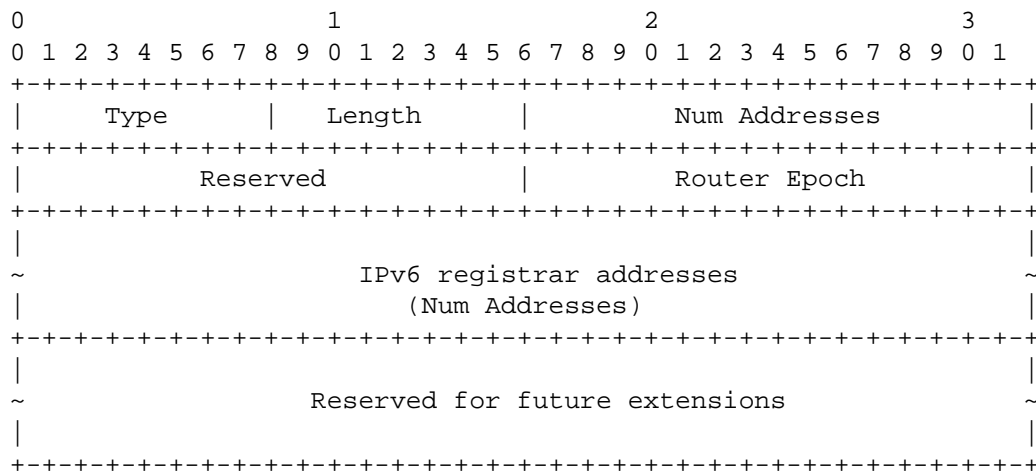 0                   1                   2                   3
0 1 2 3 4 5 6 7 8 9 0 1 2 3 4 5 6 7 8 9 0 1 2 3 4 5 6 7 8 9 0 1
+-+-+-+-+-+-+-+-+-+-+-+-+-+-+-+-+-+-+-+-+-+-+-+-+-+-+-+-+-+-+-+-+
|     Type      |   Length      |         Num Addresses         |
+-+-+-+-+-+-+-+-+-+-+-+-+-+-+-+-+-+-+-+-+-+-+-+-+-+-+-+-+-+-+-+-+
|           Reserved            |         Router Epoch          |
+-+-+-+-+-+-+-+-+-+-+-+-+-+-+-+-+-+-+-+-+-+-+-+-+-+-+-+-+-+-+-+-+
|                                                               |
~                     IPv6 registrar addresses                  ~
|                        (Num Addresses)                        |
+-+-+-+-+-+-+-+-+-+-+-+-+-+-+-+-+-+-+-+-+-+-+-+-+-+-+-+-+-+-+-+-+
|                                                               |
~                  Reserved for future extensions               ~
|                                                               |
+-+-+-+-+-+-+-+-+-+-+-+-+-+-+-+-+-+-+-+-+-+-+-+-+-+-+-+-+-+-+-+-+